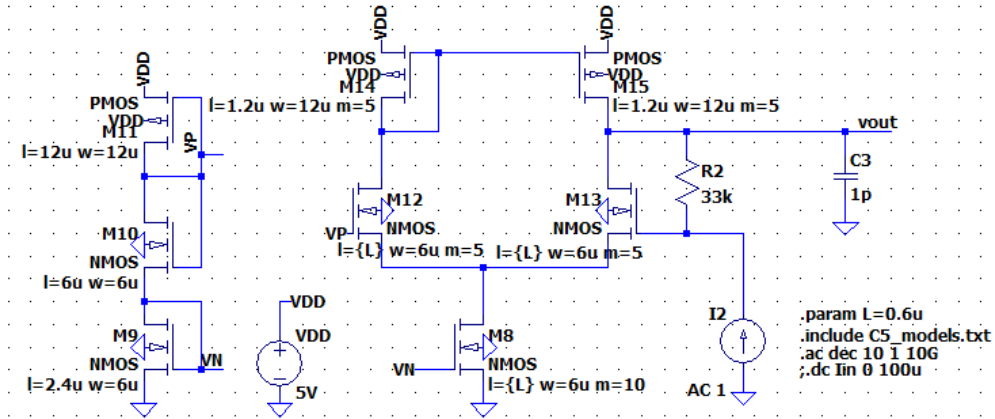 VDD
PMOS
VDD
M11
l=12u w=12u
VP
M10
NMOS
l=6u w=6u
M9
NMOS
l=2.4u w=6u
VN
VDD
VDD
5V
VDD
PMOS
VDD
M14
l=1.2u w=12u m=5
VDD
PMOS
VDD
M15
l=1.2u w=12u m=5
M12
NMOS
VP
l={L} w=6u m=5
M13
NMOS
l={L} w=6u m=5
M8
NMOS
VN
l={L} w=6u m=10
R2
33k
vout
C3
1p
I2
AC 1
.param L=0.6u
.include C5_models.txt
.ac dec 10 1 10G
;.dc Iin 0 100u